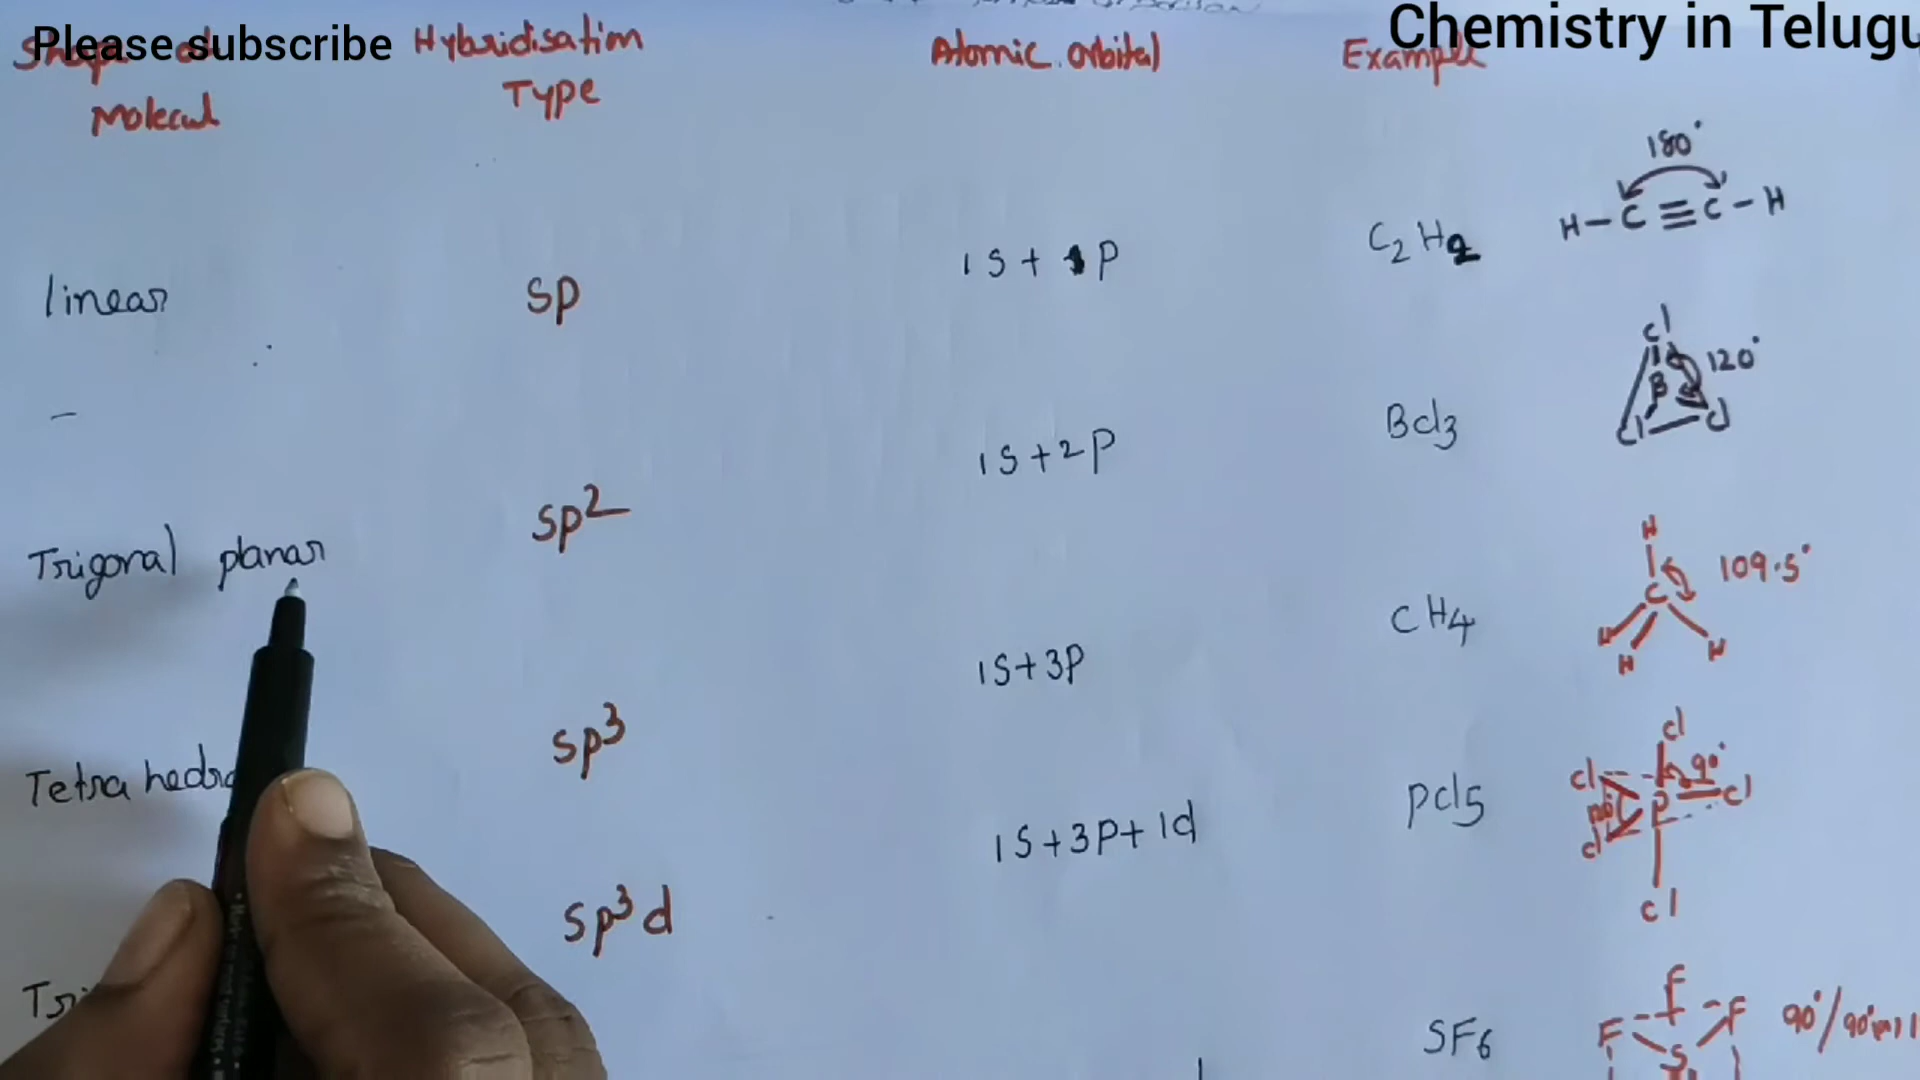 Please subscribe
Chemistry in Telugu
Molecul
Hybridisation
Type
Atomic orbital
Example
linear
sp
1s + 1p
C2H2
180°
H-C≡C-H
Trigonal planar
sp2
1s+2p
Bcl3
cl
120°
B
cl cl
Tetra hedra
sp3
1s+3p
CH4
H
109.5°
C
H H H
Tri
sp3d
1s+3p+1d
pcl5
cl
cl 90°
p cl
cl
cl
SF6
F
F F 90°/90°
S